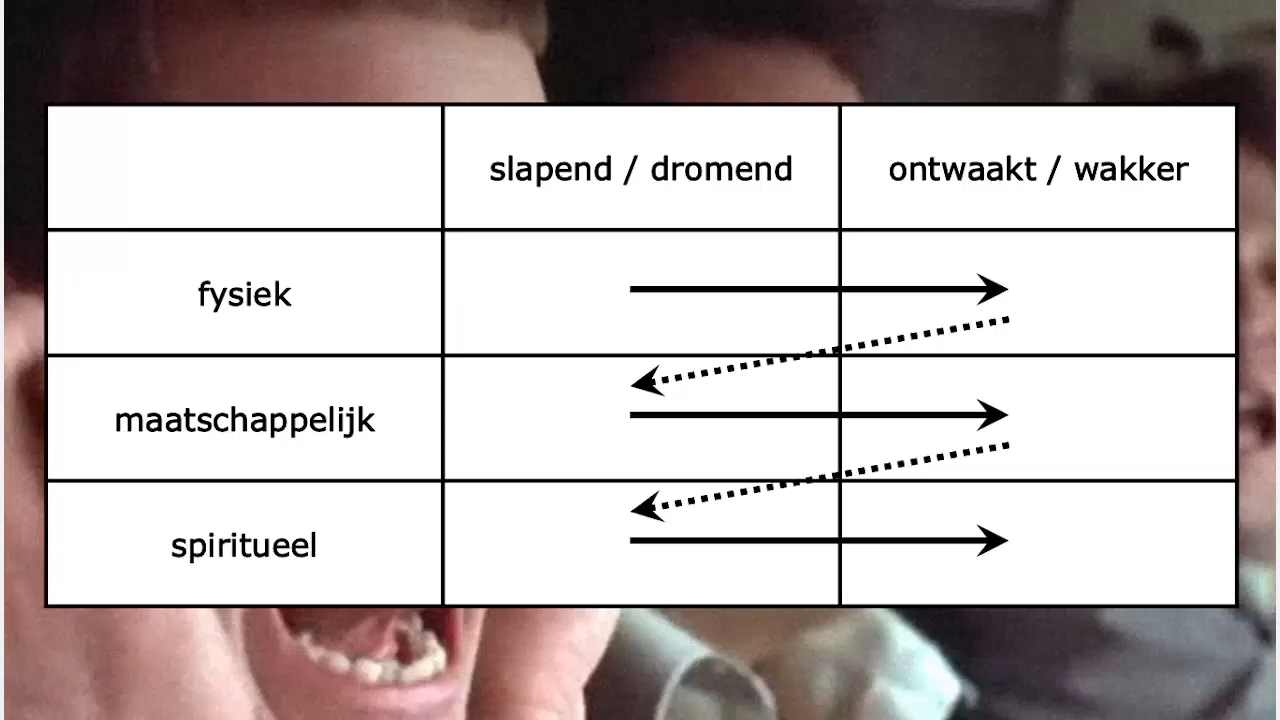 slapend / dromend
ontwaakt / wakker
fysiek
maatschappelijk
spiritueel